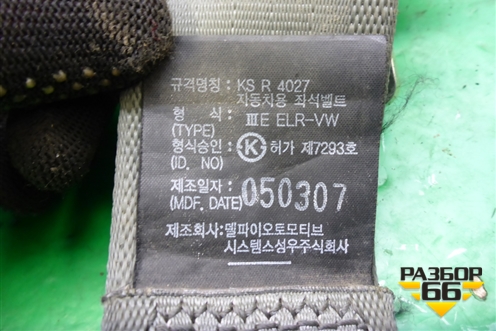 규격명칭 : KS R 4027
자동차용 좌석벨트
형 식 : ⅢE ELR-VW
(TYPE)
형식승인 : Ⓚ허가 제7293호
(ID. NO)
제조일자 : 050307
(MDF. DATE)
제조회사:델파이오토모티브
시스템스성우주식회사
РАЗБОР
66